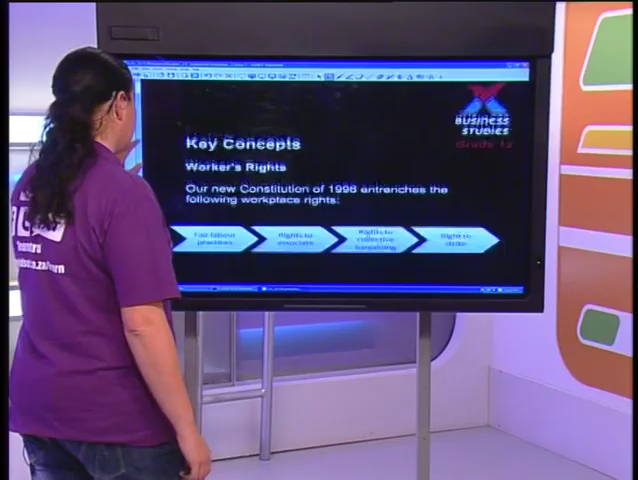 BUSINESS
STUDIES
Grade 12
Key Concepts
Worker's Rights
Our new Constitution of 1996 entrenches the
following workplace rights:
Fair labour
practices
Rights to
associate
Rights to
collective
bargaining
Right to
strike